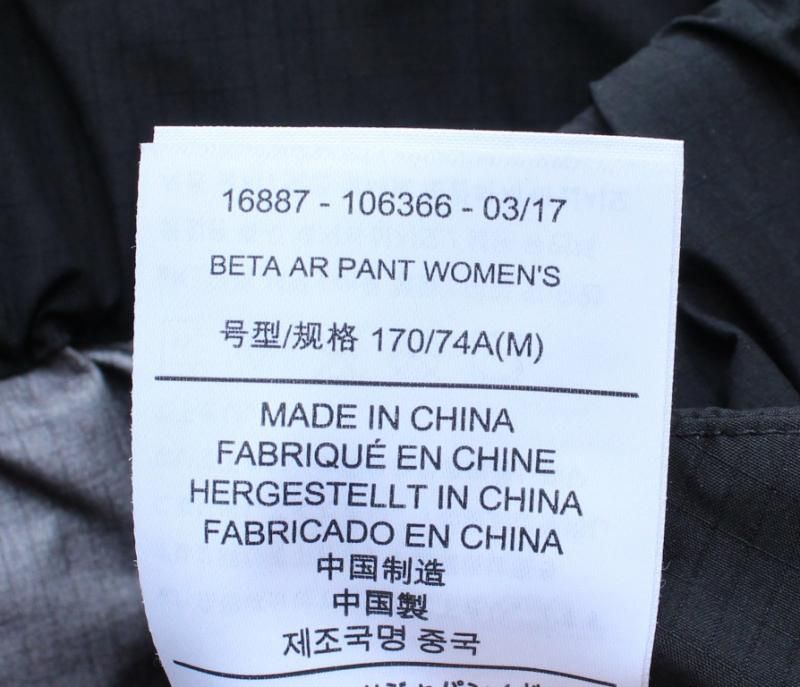 16887 - 106366 - 03/17
BETA AR PANT WOMEN'S
号型/规格 170/74A(M)
MADE IN CHINA
FABRIQUÉ EN CHINE
HERGESTELLT IN CHINA
FABRICADO EN CHINA
中国制造
中國製
제조국명 중국